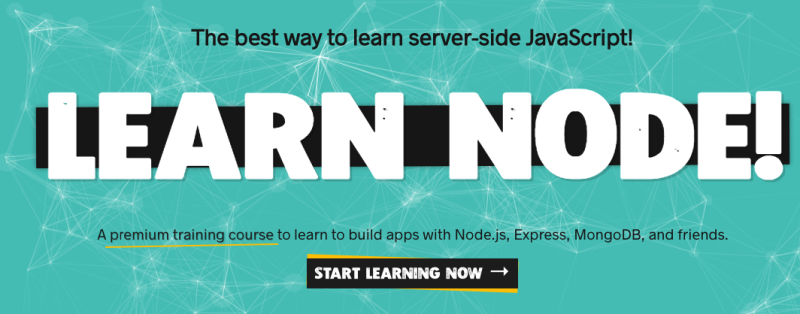 The best way to learn server-side JavaScript!
LEARN NODE!
A premium training course to learn to build apps with Node.js, Express, MongoDB, and friends.
START LEARNING NOW →